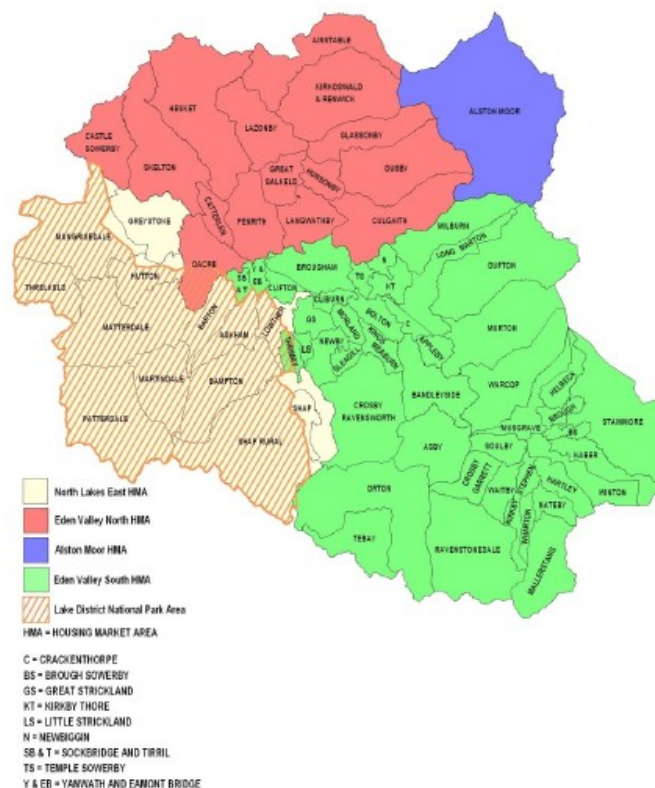 AINSTABLE
KIRKOSWALD
& RENWICK
ALSTON MOOR
HESKET
LAZONBY
GLASSONBY
CASTLE
SOWERBY
SKELTON
GREAT
SALKELD
HUNSONBY
OUSBY
CATTERLEN
PENRITH
LANGWATHBY
CULGAITH
GREYSTOKE
MUNGRISEDALE
MILBURN
LONG MARTON
DACRE
HUTTON
THRELKELD
SB
& T
Y &
EB
BROUGHAM
TS
N
KT
DUFTON
CLIFTON
CLIBURN
MATTERDALE
BARTON
ASKHAM
LOWTHER
GS
MORLAND
BOLTON
C
MURTON
THRIMBY
LS
NEWBY
SLEAGILL
KINGS
MEABURN
APPLEBY
MARTINDALE
BAMPTON
WARCOP
HELBECK
PATTERDALE
SHAP
CROSBY
RAVENSWORTH
BANDLEYSIDE
MUSGRAVE
BROUGH
STAINMORE
BS
SHAP RURAL
ASBY
SOULBY
KABER
CROSBY
GARRETT
WAITBY
KIRKBY STEPHEN
HARTLEY
WINTON
ORTON
NATEBY
WHARTON
TEBAY
RAVENSTONEDALE
MALLERSTANG
North Lakes East HMA
Eden Valley North HMA
Alston Moor HMA
Eden Valley South HMA
Lake District National Park Area
HMA = HOUSING MARKET AREA
C = CRACKENTHORPE
BS = BROUGH SOWERBY
GS = GREAT STRICKLAND
KT = KIRKBY THORE
LS = LITTLE STRICKLAND
N = NEWBIGGIN
SB & T = SOCKBRIDGE AND TIRRIL
TS = TEMPLE SOWERBY
Y & EB = YANWATH AND EAMONT BRIDGE